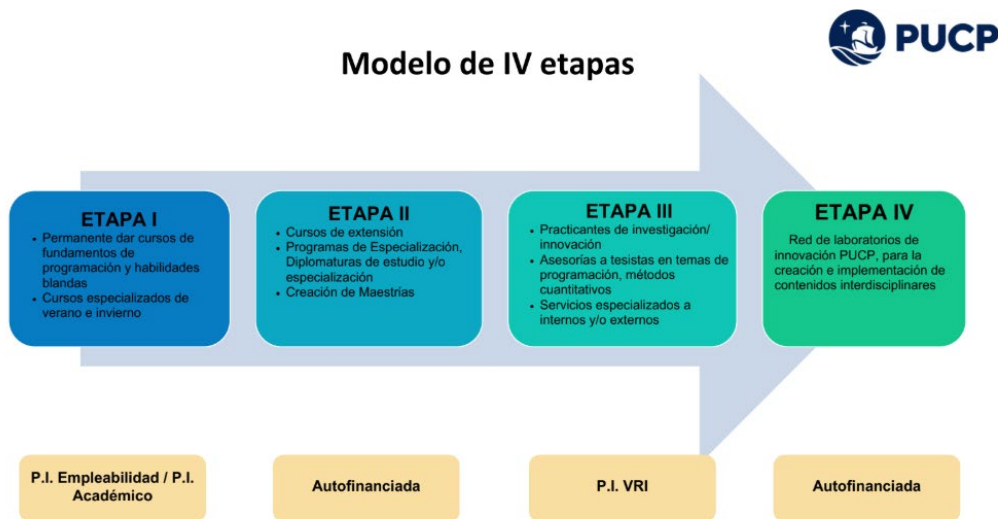 PUCP
Modelo de IV etapas
ETAPA I
• Permanente dar cursos de
fundamentos de
programación y habilidades
blandas
• Cursos especializados de
verano e invierno
ETAPA II
• Cursos de extensión
• Programas de Especialización,
Diplomaturas de estudio y/o
especialización
• Creación de Maestrías
ETAPA III
• Practicantes de investigación/
innovación
• Asesorías a tesistas en temas de
programación, métodos
cuantitativos
• Servicios especializados a
internos y/o externos
ETAPA IV
Red de laboratorios de
innovación PUCP, para la
creación e implementación de
contenidos interdisciplinares
P.I. Empleabilidad / P.I.
Académico
Autofinanciada
P.I. VRI
Autofinanciada